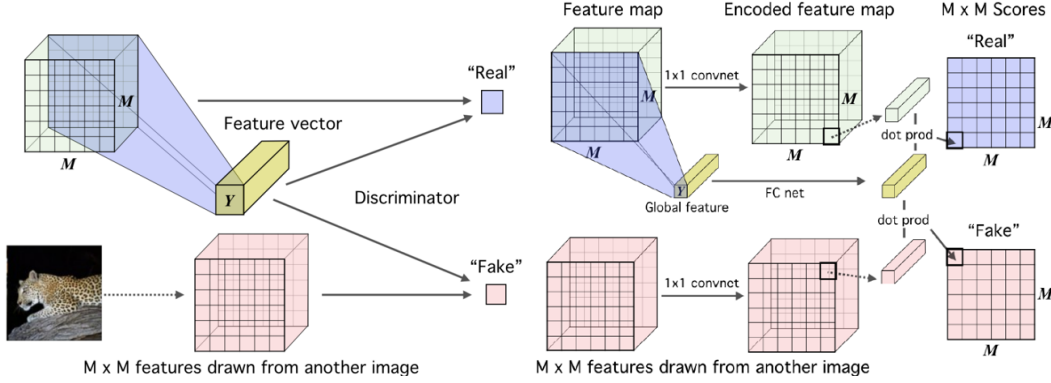 M
M
Feature vector
Y
"Real"
Discriminator
"Fake"
M x M features drawn from another image
Feature map
Encoded feature map
M x M Scores
"Real"
M
1x1 convnet
M
M
M
M
M
dot prod
Y
Global feature
FC net
dot prod
"Fake"
1x1 convnet
M
M
M x M features drawn from another image